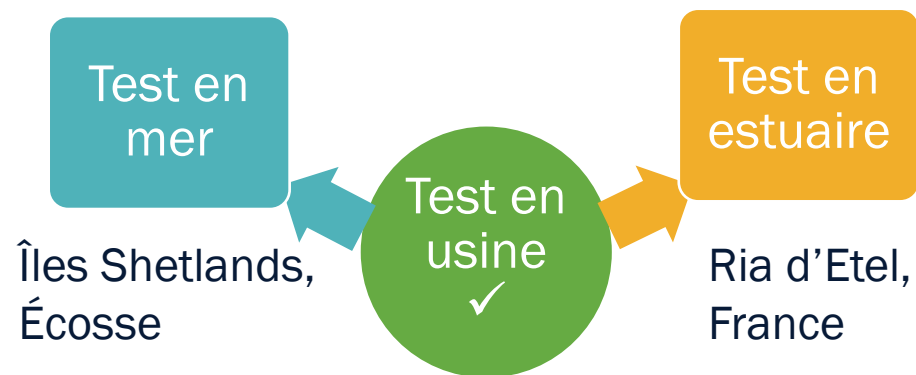 Test en
mer
Îles Shetlands,
Écosse
Test en
usine
✓
Test en
estuaire
Ria d’Etel,
France